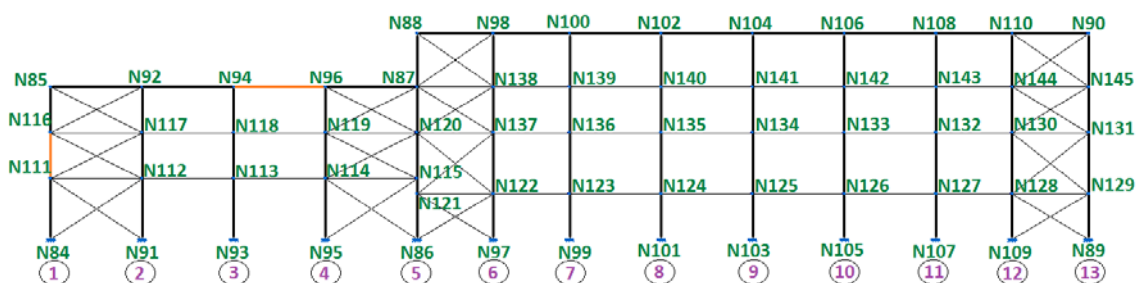 N88 N98 N100 N102 N104 N106 N108 N110 N90
N85 N92 N94 N96 N87 N138 N139 N140 N141 N142 N143 N144 N145
N116 N117 N118 N119 N120 N137 N136 N135 N134 N133 N132 N130 N131
N111 N112 N113 N114 N115 N122 N123 N124 N125 N126 N127 N128 N129
N121
N84 N91 N93 N95 N86 N97 N99 N101 N103 N105 N107 N109 N89
1 2 3 4 5 6 7 8 9 10 11 12 13